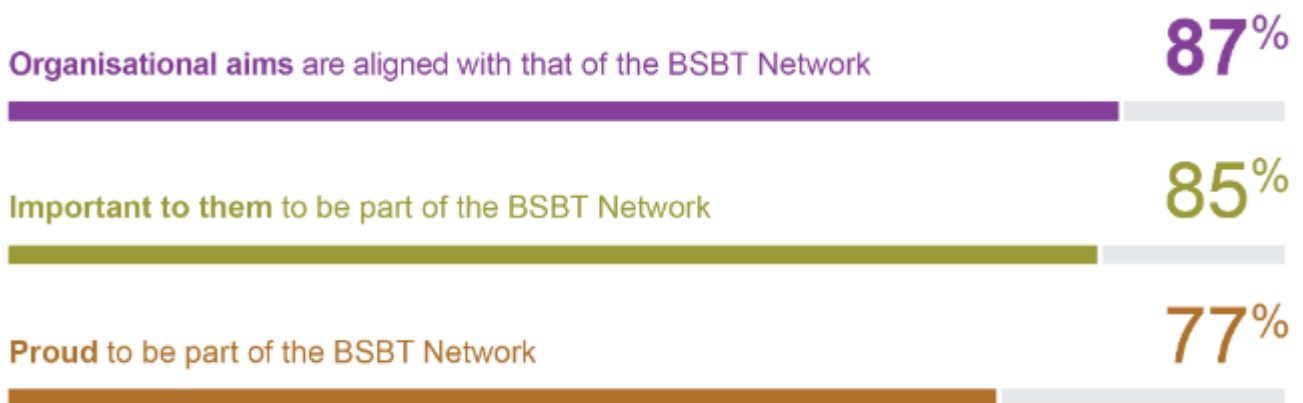 Organisational aims are aligned with that of the BSBT Network 87%
Important to them to be part of the BSBT Network 85%
Proud to be part of the BSBT Network 77%